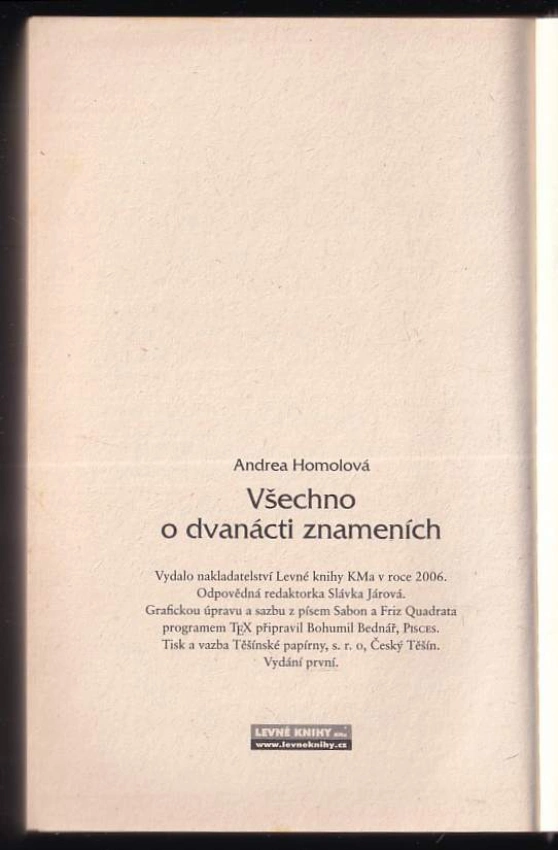 Andrea Homolová
Všechno
o dvanácti znameních
Vydalo nakladatelství Levné knihy KMa v roce 2006.
Odpovědná redaktorka Slávka Járová.
Grafickou úpravu a sazbu z písem Sabon a Friz Quadrata
programem TEX připravil Bohumil Bednář, PISCES.
Tisk a vazba Těšínské papírny, s. r. o, Český Těšín.
Vydání první.
LEVNÉ KNIHY KMa
www.levneknihy.cz